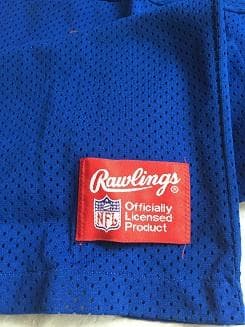 Rawlings®
NFL
Officially
Licensed
Product